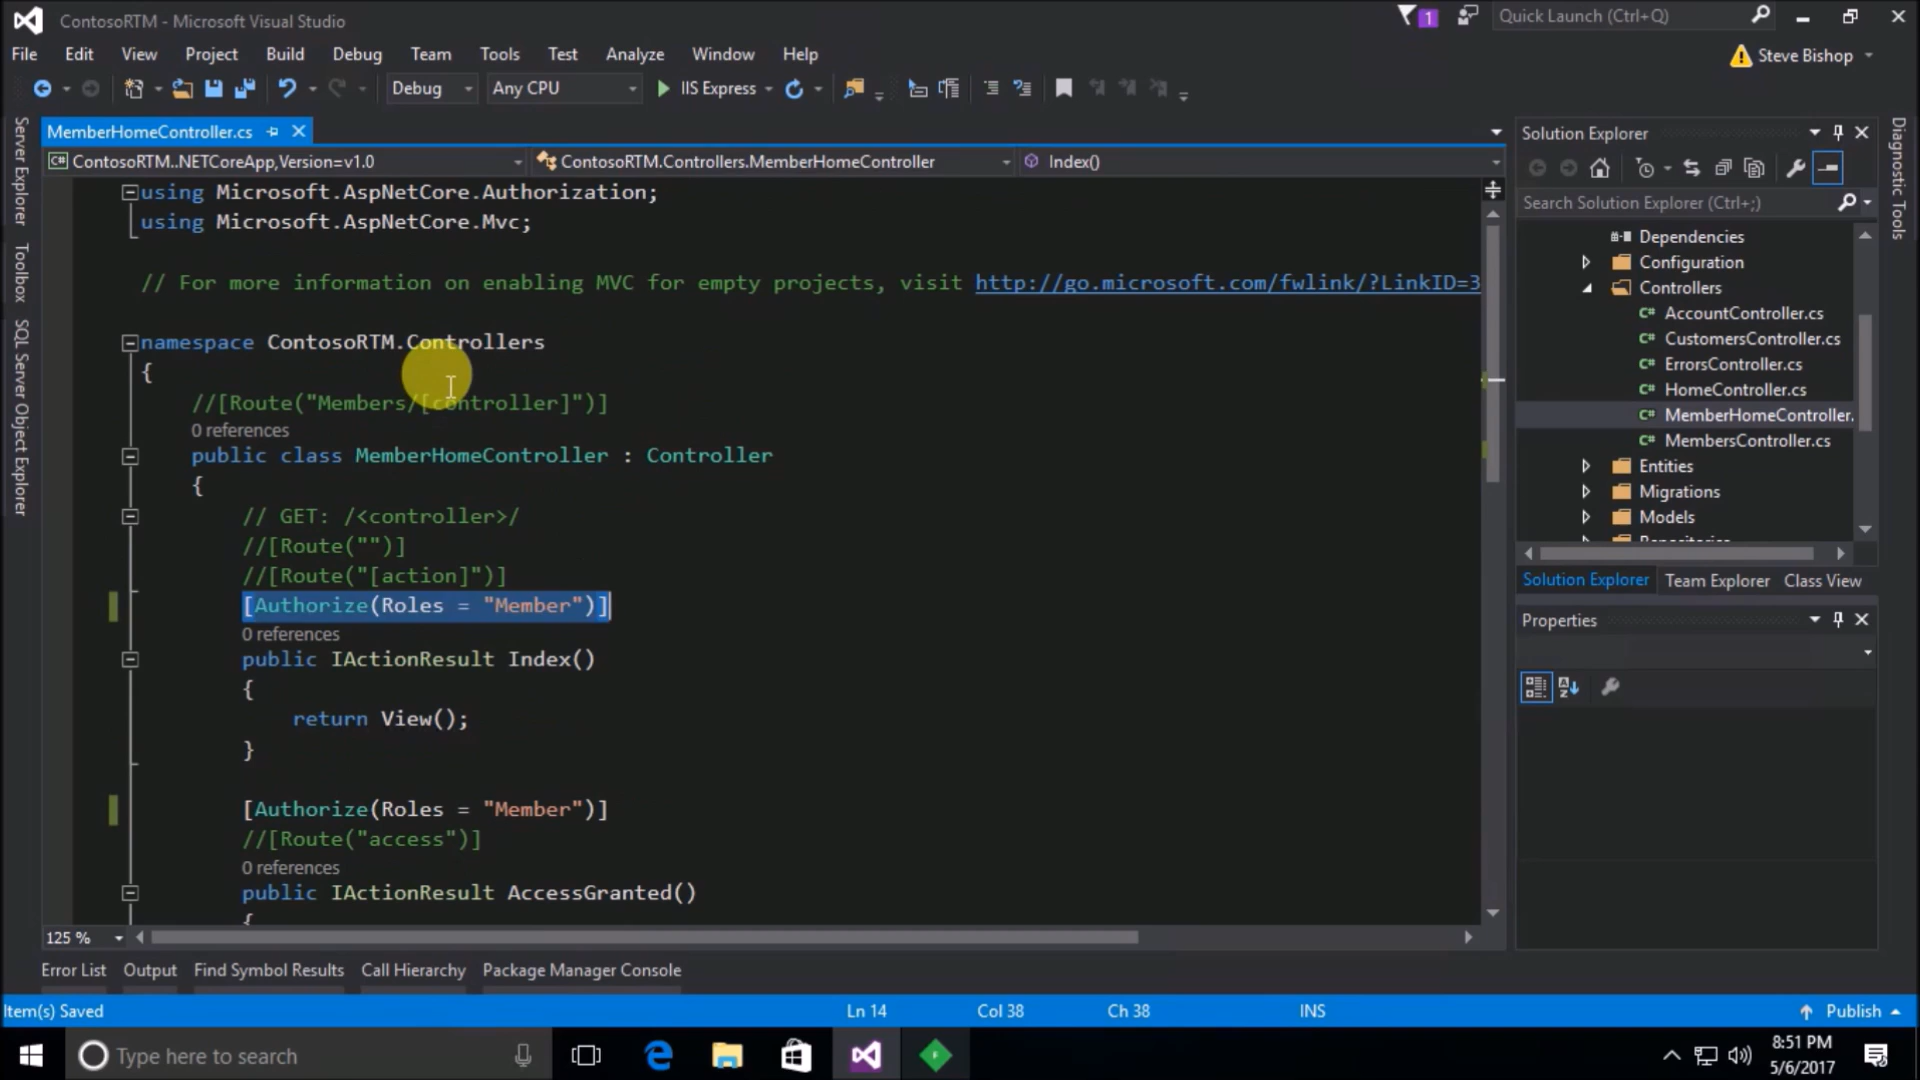 ContosoRTM - Microsoft Visual Studio
1
Quick Launch (Ctrl+Q)
File Edit View Project Build Debug Team Tools Test Analyze Window Help
Steve Bishop
Debug Any CPU IIS Express
Server Explorer
Toolbox
SQL Server Object Explorer
MemberHomeController.cs
ContosoRTM..NETCoreApp,Version=v1.0
ContosoRTM.Controllers.MemberHomeController
Index()
using Microsoft.AspNetCore.Authorization;
using Microsoft.AspNetCore.Mvc;
// For more information on enabling MVC for empty projects, visit http://go.microsoft.com/fwlink/?LinkID=3
namespace ContosoRTM.Controllers
{
//[Route("Members/[controller]")]
0 references
public class MemberHomeController : Controller
{
// GET: /<controller>/
//[Route("")]
//[Route("[action]")]
[Authorize(Roles = "Member")]
0 references
public IActionResult Index()
{
return View();
}
[Authorize(Roles = "Member")]
//[Route("access")]
0 references
public IActionResult AccessGranted()
{
125 %
Solution Explorer
Search Solution Explorer (Ctrl+;)
Dependencies
Configuration
Controllers
C# AccountController.cs
C# CustomersController.cs
C# ErrorsController.cs
C# HomeController.cs
C# MemberHomeController.
C# MembersController.cs
Entities
Migrations
Models
Solution Explorer Team Explorer Class View
Properties
Diagnostic Tools
Error List Output Find Symbol Results Call Hierarchy Package Manager Console
Item(s) Saved
Ln 14
Col 38
Ch 38
INS
Publish
Type here to search
8:51 PM
5/6/2017